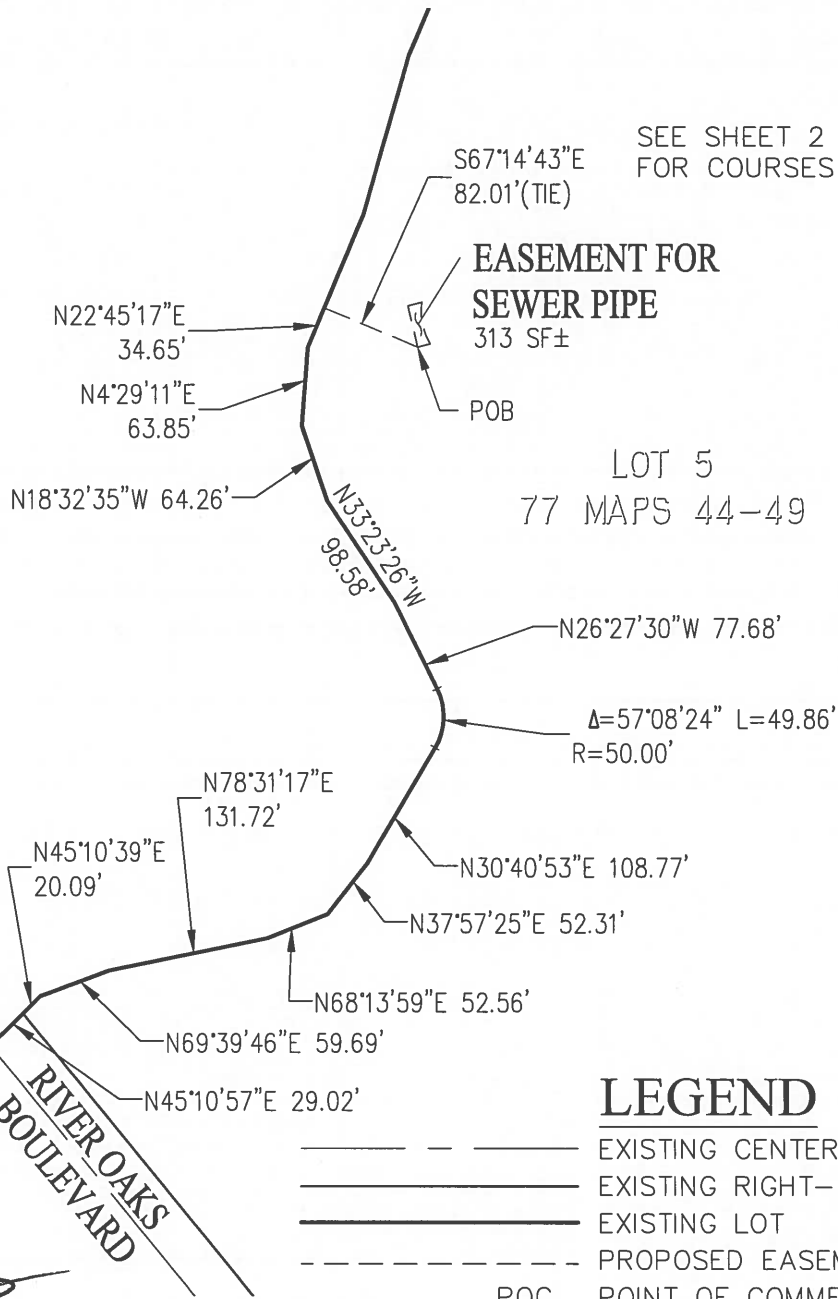 SEE SHEET 2
FOR COURSES
S67°14'43"E
82.01'(TIE)
EASEMENT FOR
SEWER PIPE
313 SF±
N22°45'17"E
34.65'
N4°29'11"E
63.85'
POB
LOT 5
77 MAPS 44-49
N18°32'35"W 64.26'
N33°23'26"W
98.58'
N26°27'30"W 77.68'
Δ=57°08'24" L=49.86'
R=50.00'
N78°31'17"E
131.72'
N45°10'39"E
20.09'
N30°40'53"E 108.77'
N37°57'25"E 52.31'
N68°13'59"E 52.56'
N69°39'46"E 59.69'
N45°10'57"E 29.02'
RIVER OAKS
BOULEVARD
LEGEND
EXISTING CENTER
EXISTING RIGHT-
EXISTING LOT
PROPOSED EASEM
POC POINT OF COMME